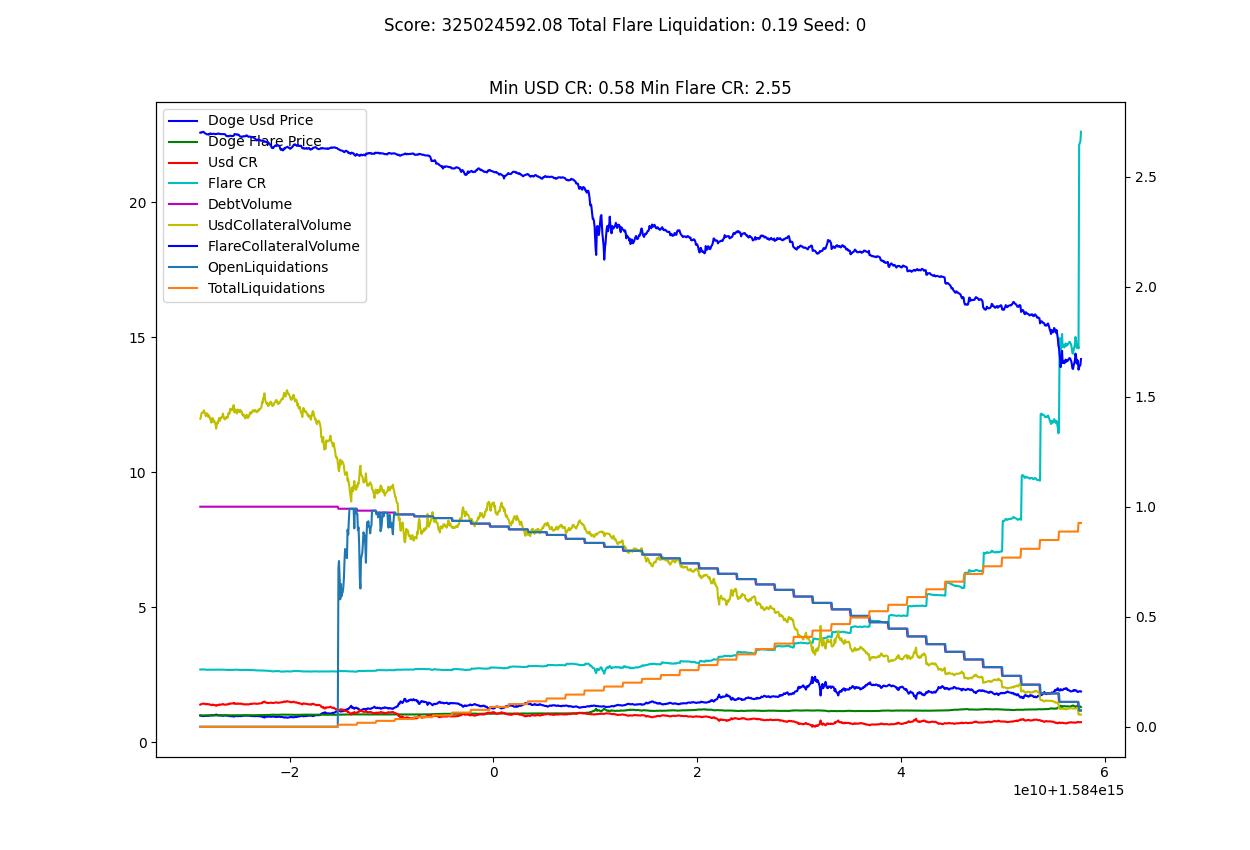 Score: 325024592.08 Total Flare Liquidation: 0.19 Seed: 0
Min USD CR: 0.58 Min Flare CR: 2.55
Doge Usd Price
Doge Flare Price
Usd CR
Flare CR
DebtVolume
UsdCollateralVolume
FlareCollateralVolume
OpenLiquidations
TotalLiquidations
20
15
10
5
0
2.5
2.0
1.5
1.0
0.5
0.0
−2
0
2
4
6
1e10+1.584e15